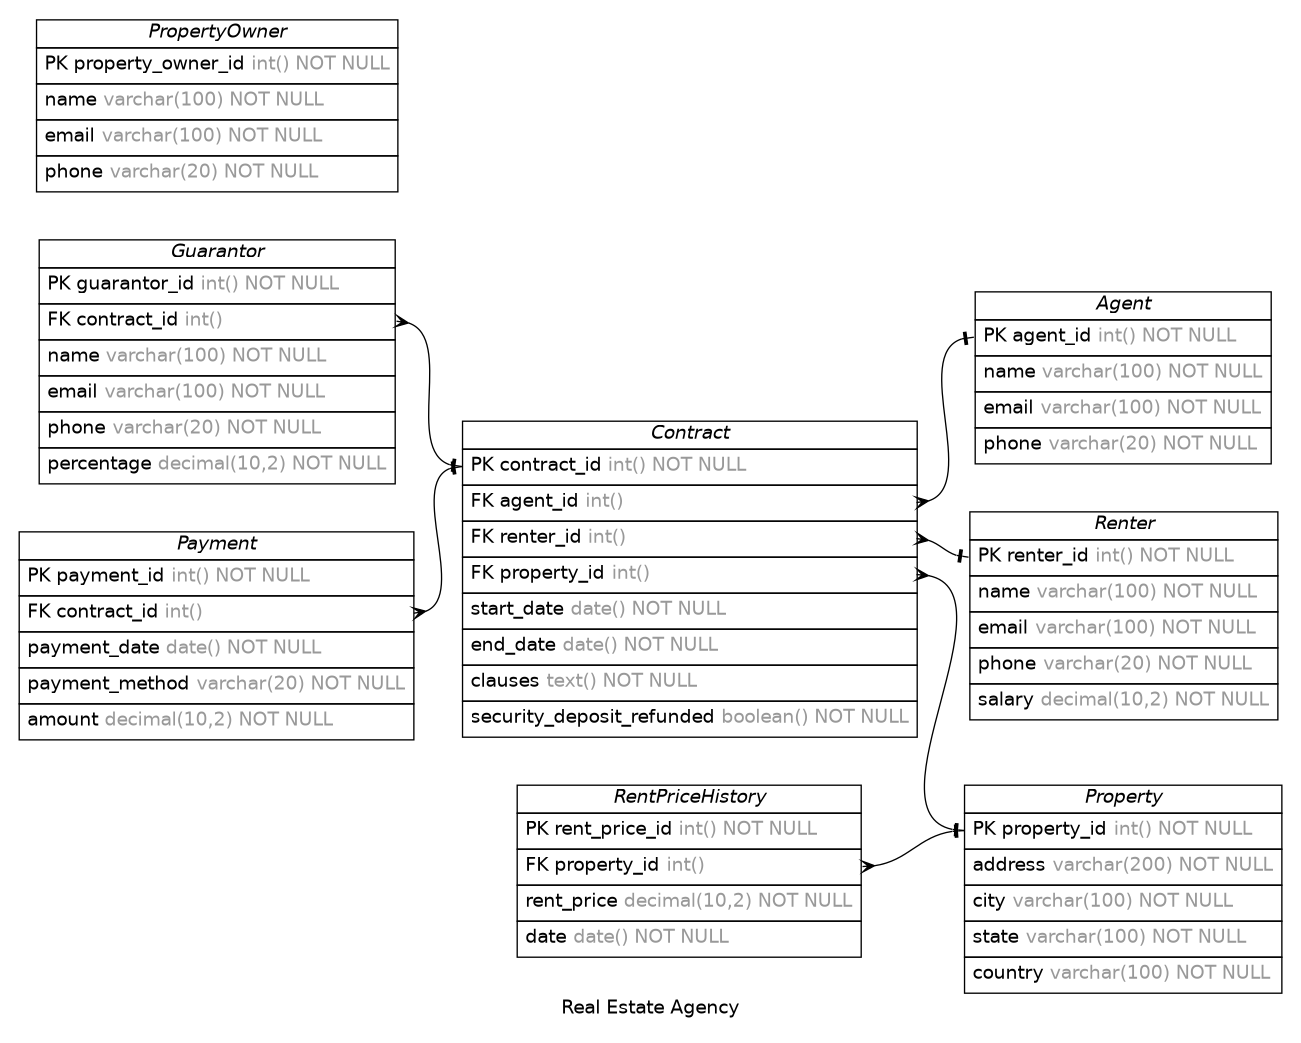 PropertyOwner
PK property_owner_id int() NOT NULL
name varchar(100) NOT NULL
email varchar(100) NOT NULL
phone varchar(20) NOT NULL
Guarantor
PK guarantor_id int() NOT NULL
FK contract_id int()
name varchar(100) NOT NULL
email varchar(100) NOT NULL
phone varchar(20) NOT NULL
percentage decimal(10,2) NOT NULL
Payment
PK payment_id int() NOT NULL
FK contract_id int()
payment_date date() NOT NULL
payment_method varchar(20) NOT NULL
amount decimal(10,2) NOT NULL
Contract
PK contract_id int() NOT NULL
FK agent_id int()
FK renter_id int()
FK property_id int()
start_date date() NOT NULL
end_date date() NOT NULL
clauses text() NOT NULL
security_deposit_refunded boolean() NOT NULL
RentPriceHistory
PK rent_price_id int() NOT NULL
FK property_id int()
rent_price decimal(10,2) NOT NULL
date date() NOT NULL
Agent
PK agent_id int() NOT NULL
name varchar(100) NOT NULL
email varchar(100) NOT NULL
phone varchar(20) NOT NULL
Renter
PK renter_id int() NOT NULL
name varchar(100) NOT NULL
email varchar(100) NOT NULL
phone varchar(20) NOT NULL
salary decimal(10,2) NOT NULL
Property
PK property_id int() NOT NULL
address varchar(200) NOT NULL
city varchar(100) NOT NULL
state varchar(100) NOT NULL
country varchar(100) NOT NULL
Real Estate Agency